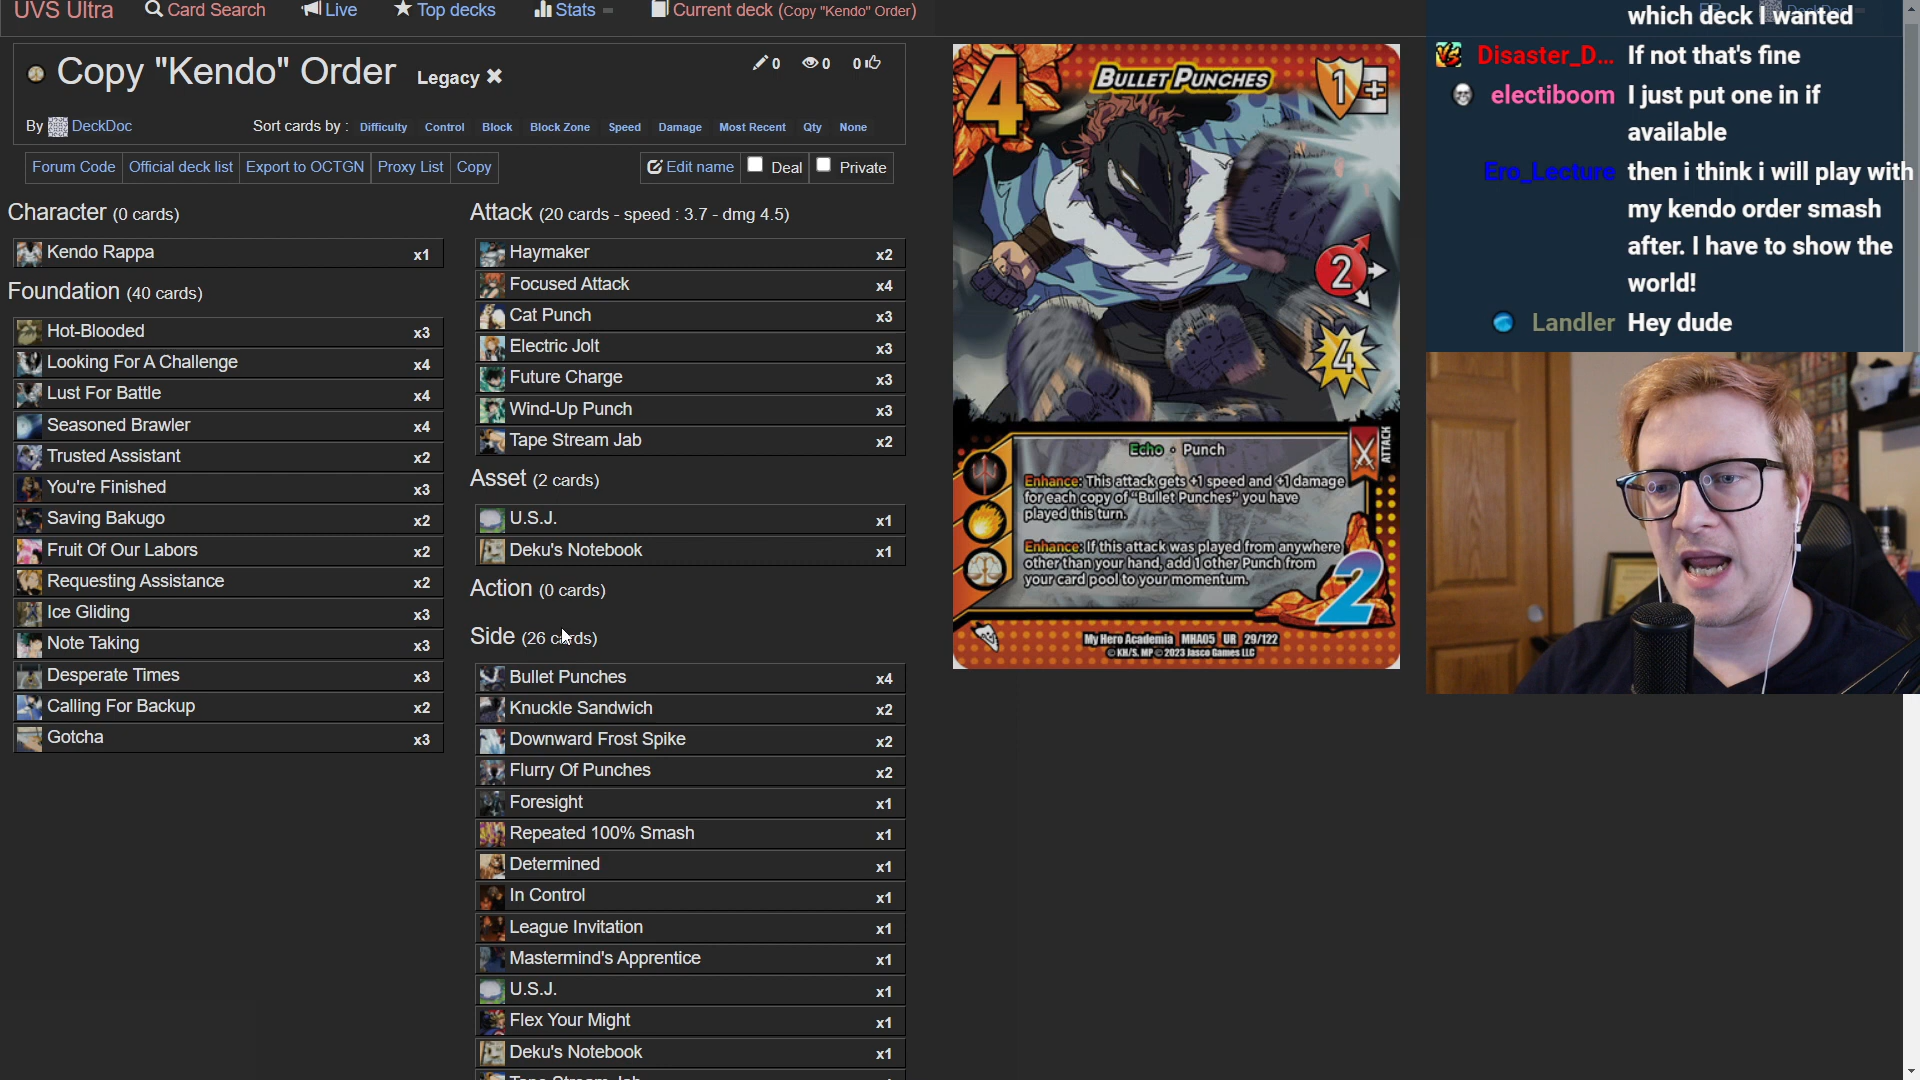 UVS Ultra Card Search Live Top decks Stats Current deck (Copy "Kendo" Order)
Copy "Kendo" Order Legacy ✖
0 0 0
By DeckDoc
Sort cards by : Difficulty Control Block Block Zone Speed Damage Most Recent Qty None
Forum Code Official deck list Export to OCTGN Proxy List Copy
Edit name Deal Private
Character (0 cards)
Kendo Rappa x1
Foundation (40 cards)
Hot-Blooded x3
Looking For A Challenge x4
Lust For Battle x4
Seasoned Brawler x4
Trusted Assistant x2
You're Finished x3
Saving Bakugo x2
Fruit Of Our Labors x2
Requesting Assistance x2
Ice Gliding x3
Note Taking x3
Desperate Times x3
Calling For Backup x2
Gotcha x3
Attack (20 cards - speed : 3.7 - dmg 4.5)
Haymaker x2
Focused Attack x4
Cat Punch x3
Electric Jolt x3
Future Charge x3
Wind-Up Punch x3
Tape Stream Jab x2
Asset (2 cards)
U.S.J. x1
Deku's Notebook x1
Action (0 cards)
Side (26 cards)
Bullet Punches x4
Knuckle Sandwich x2
Downward Frost Spike x2
Flurry Of Punches x2
Foresight x1
Repeated 100% Smash x1
Determined x1
In Control x1
League Invitation x1
Mastermind's Apprentice x1
U.S.J. x1
Flex Your Might x1
Deku's Notebook x1
4
Bullet Punches
1 +
2
4
ATTACK
Echo • Punch
Enhance: This attack gets +1 speed and +1 damage
for each copy of "Bullet Punches" you have
played this turn.
Enhance: If this attack was played from anywhere
other than your hand, add 1 other Punch from
your card pool to your momentum.
2
My Hero Academia MHA05 UR 29/122
© KH/S. MP © 2023 Jasco Games LLC
which deck I wanted
Disaster_D... If not that's fine
electiboom I just put one in if
available
Ero_Lecture then i think i will play with
my kendo order smash
after. I have to show the
world!
Landler Hey dude